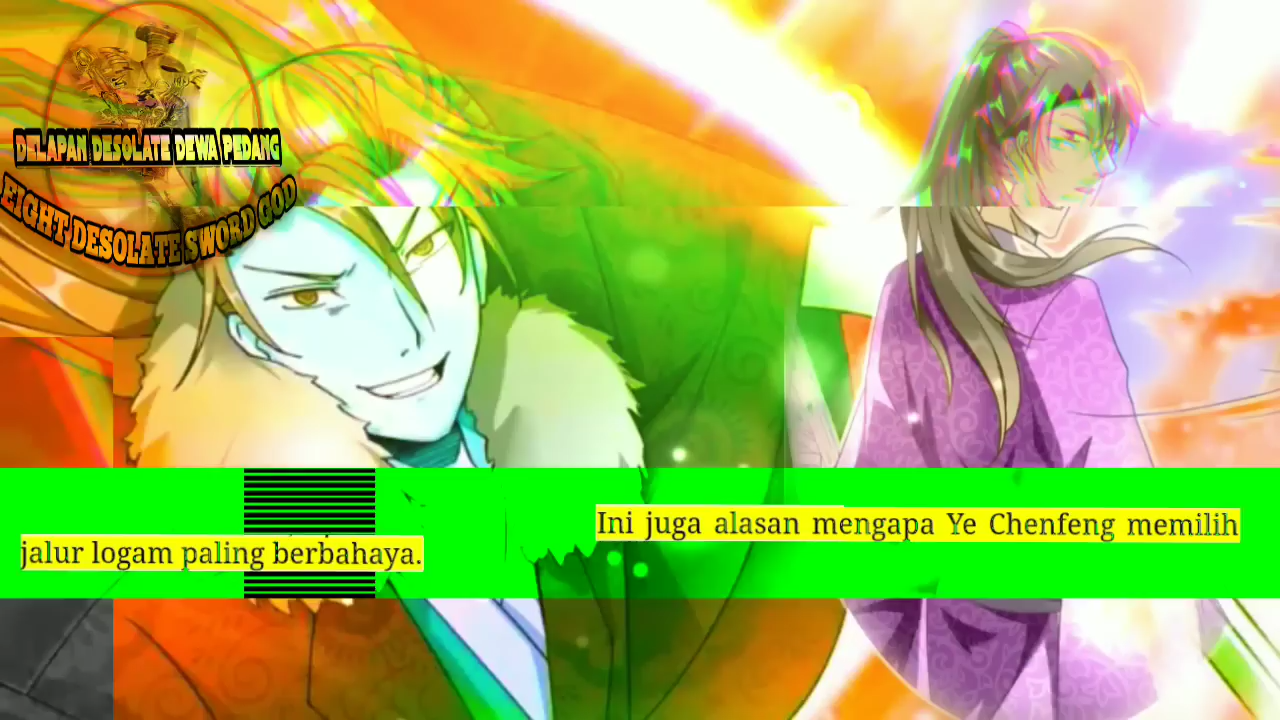 DELAPAN DESOLATE DEWA PEDANG
EIGHT DESOLATE SWORD GOD
Ini juga alasan mengapa Ye Chenfeng memilih
jalur logam paling berbahaya.